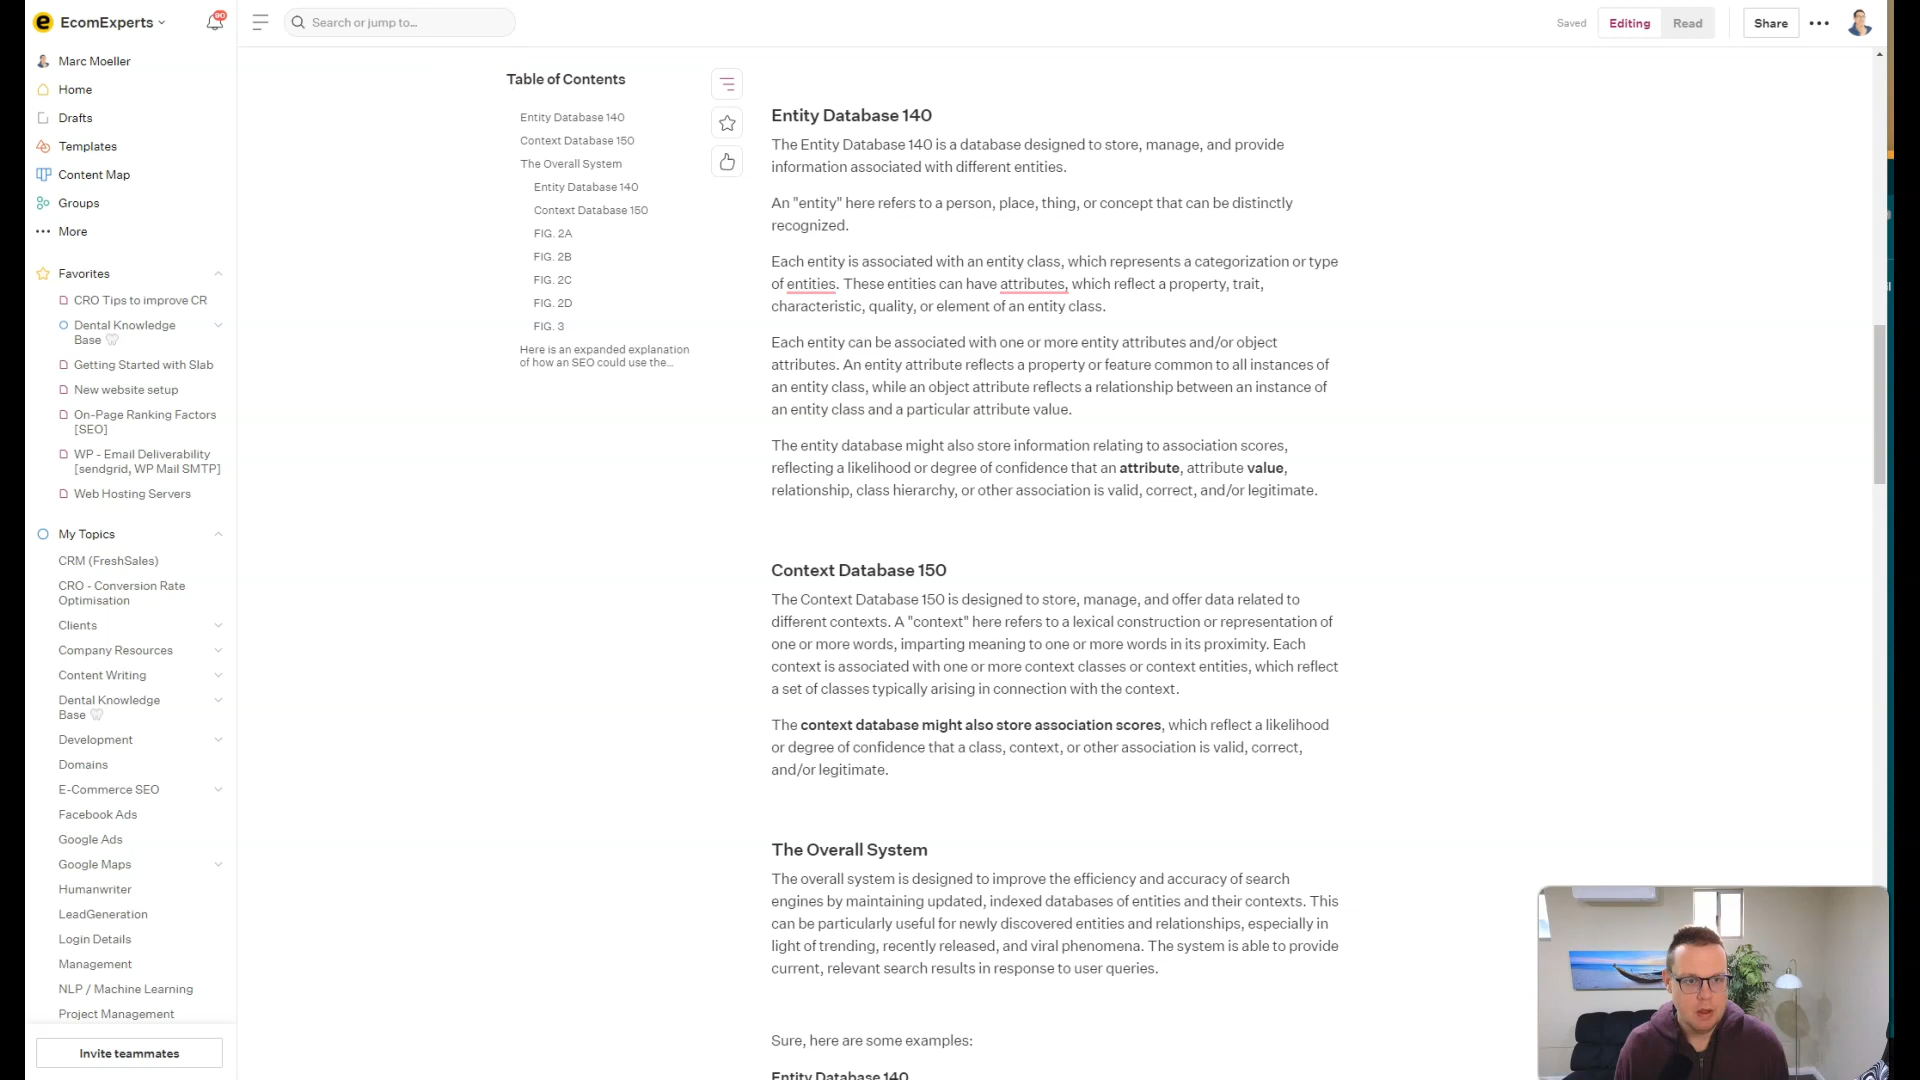 EcomExperts
90
Search or jump to...
Saved
Editing
Read
Share
Marc Moeller
Home
Drafts
Templates
Content Map
Groups
More
Favorites
CRO Tips to improve CR
Dental Knowledge
Base
Getting Started with Slab
New website setup
On-Page Ranking Factors
[SEO]
WP - Email Deliverability
[sendgrid, WP Mail SMTP]
Web Hosting Servers
My Topics
CRM (FreshSales)
CRO - Conversion Rate
Optimisation
Clients
Company Resources
Content Writing
Dental Knowledge
Base
Development
Domains
E-Commerce SEO
Facebook Ads
Google Ads
Google Maps
Humanwriter
LeadGeneration
Login Details
Management
NLP / Machine Learning
Project Management
Invite teammates
Table of Contents
Entity Database 140
Context Database 150
The Overall System
Entity Database 140
Context Database 150
FIG. 2A
FIG. 2B
FIG. 2C
FIG. 2D
FIG. 3
Here is an expanded explanation
of how an SEO could use the...
Entity Database 140
The Entity Database 140 is a database designed to store, manage, and provide
information associated with different entities.
An "entity" here refers to a person, place, thing, or concept that can be distinctly
recognized.
Each entity is associated with an entity class, which represents a categorization or type
of entities. These entities can have attributes, which reflect a property, trait,
characteristic, quality, or element of an entity class.
Each entity can be associated with one or more entity attributes and/or object
attributes. An entity attribute reflects a property or feature common to all instances of
an entity class, while an object attribute reflects a relationship between an instance of
an entity class and a particular attribute value.
The entity database might also store information relating to association scores,
reflecting a likelihood or degree of confidence that an attribute, attribute value,
relationship, class hierarchy, or other association is valid, correct, and/or legitimate.
Context Database 150
The Context Database 150 is designed to store, manage, and offer data related to
different contexts. A "context" here refers to a lexical construction or representation of
one or more words, imparting meaning to one or more words in its proximity. Each
context is associated with one or more context classes or context entities, which reflect
a set of classes typically arising in connection with the context.
The context database might also store association scores, which reflect a likelihood
or degree of confidence that a class, context, or other association is valid, correct,
and/or legitimate.
The Overall System
The overall system is designed to improve the efficiency and accuracy of search
engines by maintaining updated, indexed databases of entities and their contexts. This
can be particularly useful for newly discovered entities and relationships, especially in
light of trending, recently released, and viral phenomena. The system is able to provide
current, relevant search results in response to user queries.
Sure, here are some examples:
Entity Database 140